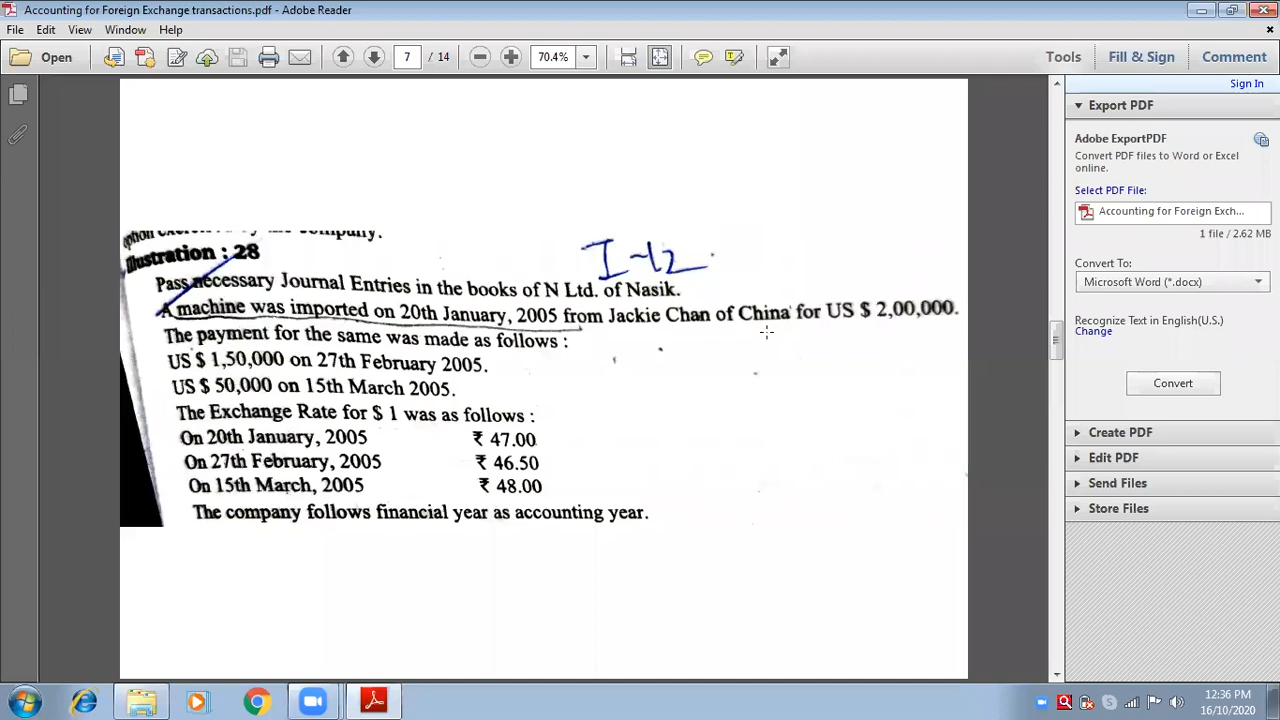 Accounting for Foreign Exchange transactions.pdf - Adobe Reader
File Edit View Window Help
Open 7 / 14 70.4% Tools Fill & Sign Comment
Sign In
Export PDF
Adobe ExportPDF
Convert PDF files to Word or Excel
online.
Select PDF File:
Accounting for Foreign Exch...
1 file / 2.62 MB
Convert To:
Microsoft Word (*.docx)
Recognize Text in English(U.S.)
Change
Convert
Create PDF
Edit PDF
Send Files
Store Files
company.
Illustration : 28
I-12
Pass necessary Journal Entries in the books of N Ltd. of Nasik.
A machine was imported on 20th January, 2005 from Jackie Chan of China for US $ 2,00,000.
The payment for the same was made as follows :
US $ 1,50,000 on 27th February 2005.
US $ 50,000 on 15th March 2005.
The Exchange Rate for $ 1 was as follows :
On 20th January, 2005 ₹ 47.00
On 27th February, 2005 ₹ 46.50
On 15th March, 2005 ₹ 48.00
The company follows financial year as accounting year.
12:36 PM
16/10/2020